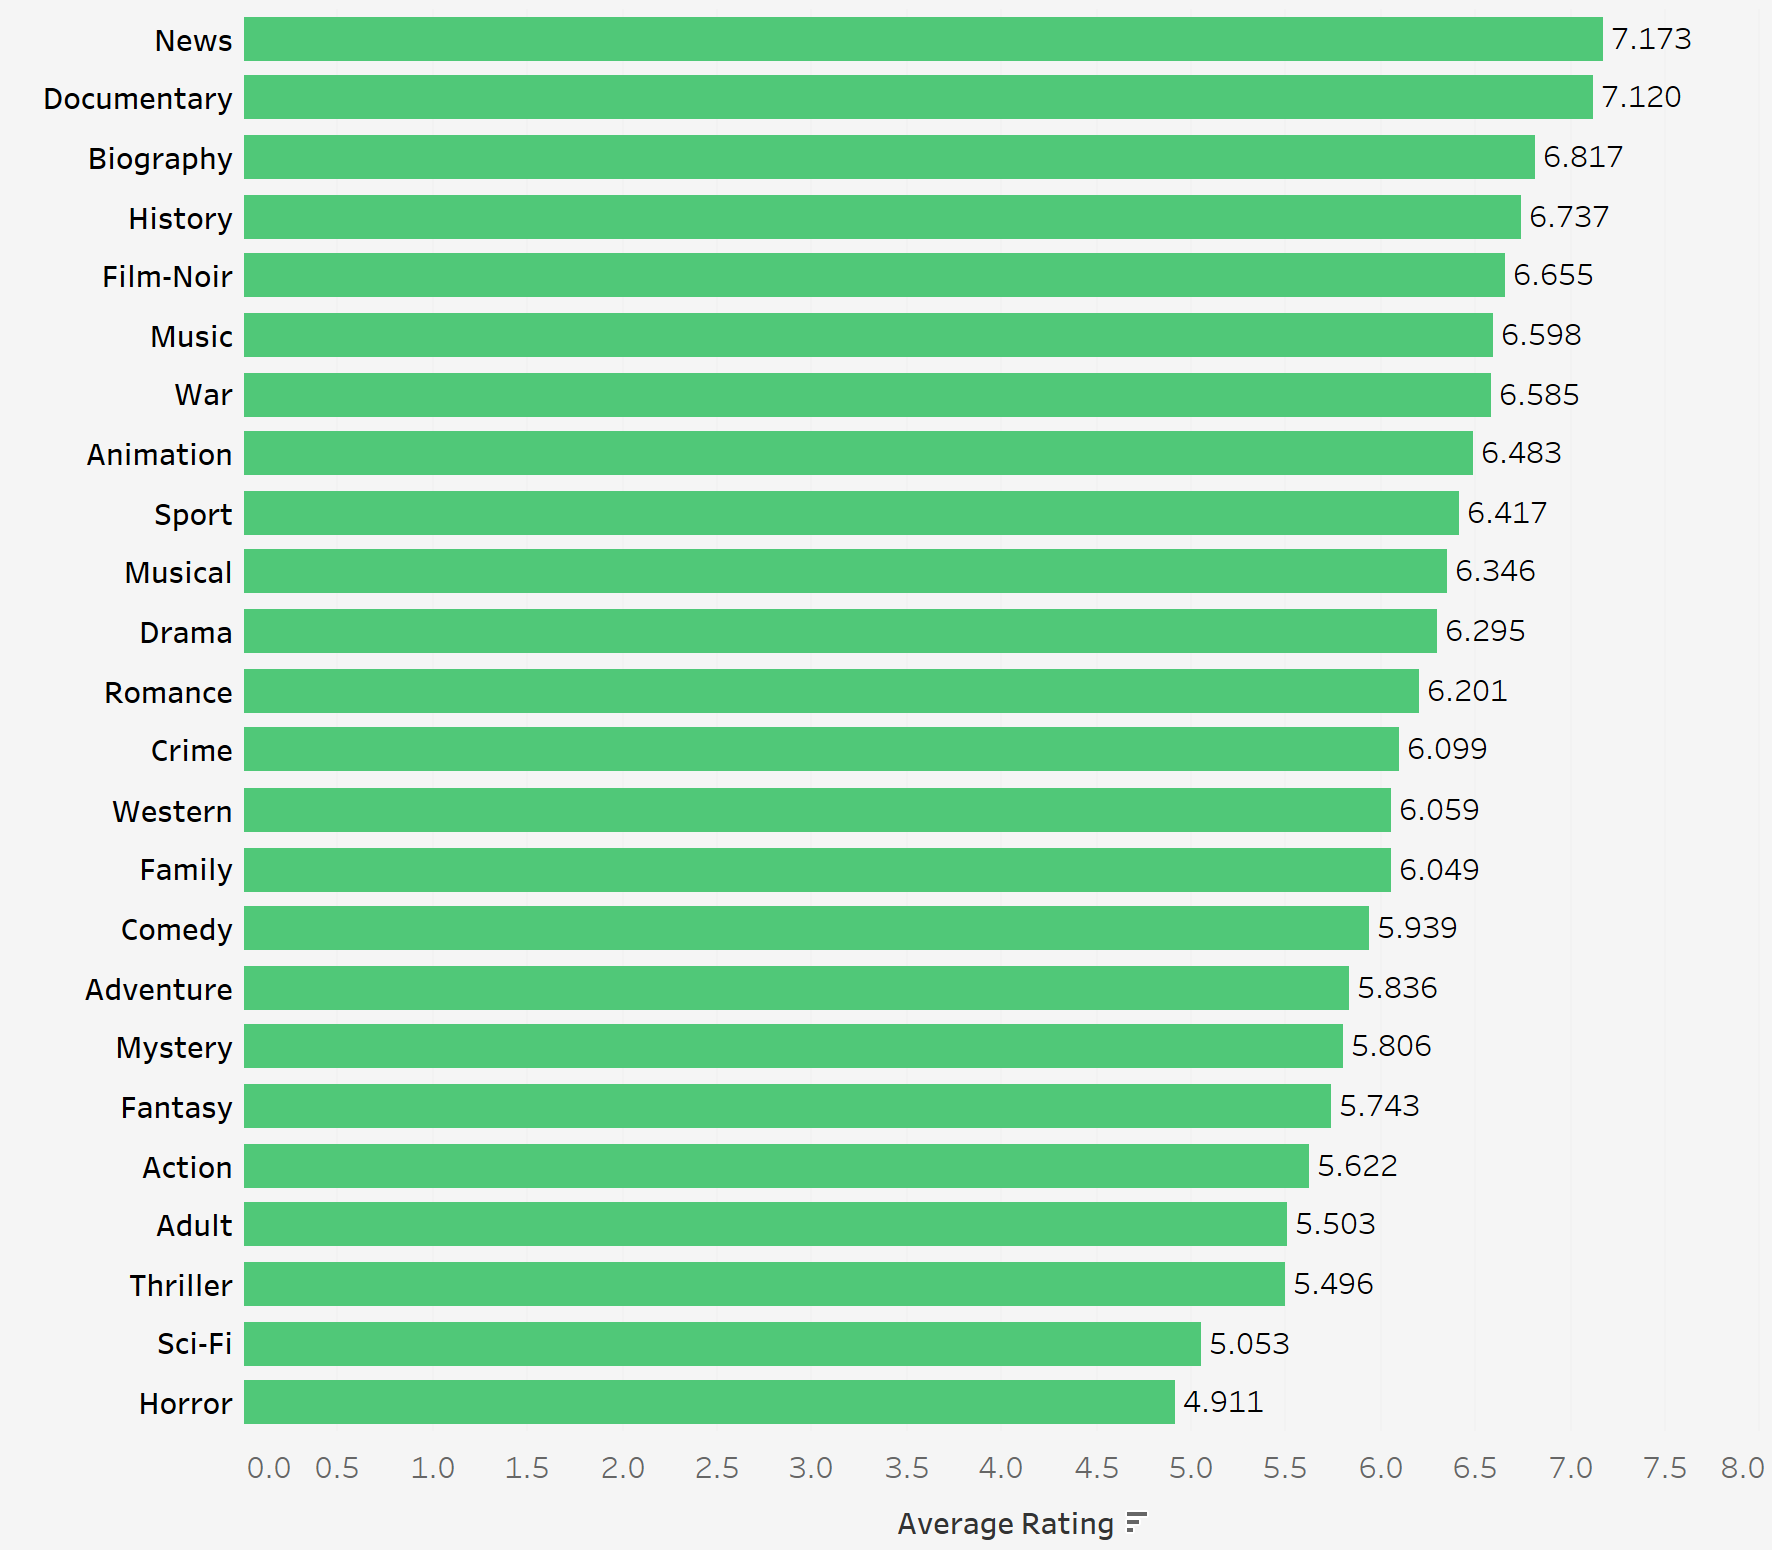 News 7.173
Documentary 7.120
Biography 6.817
History 6.737
Film-Noir 6.655
Music 6.598
War 6.585
Animation 6.483
Sport 6.417
Musical 6.346
Drama 6.295
Romance 6.201
Crime 6.099
Western 6.059
Family 6.049
Comedy 5.939
Adventure 5.836
Mystery 5.806
Fantasy 5.743
Action 5.622
Adult 5.503
Thriller 5.496
Sci-Fi 5.053
Horror 4.911
0.0 0.5 1.0 1.5 2.0 2.5 3.0 3.5 4.0 4.5 5.0 5.5 6.0 6.5 7.0 7.5 8.0
Average Rating